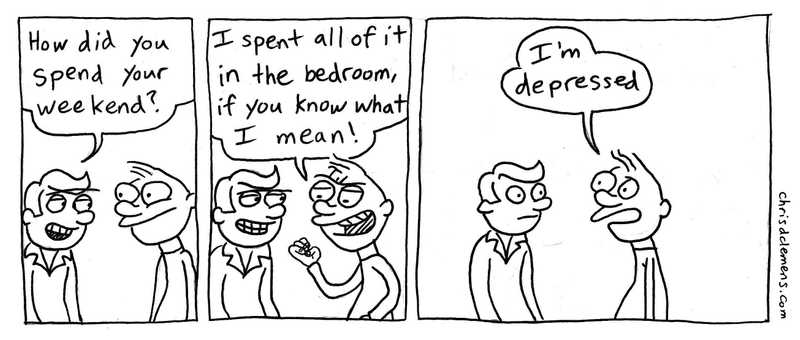 How did you
spend your
weekend?
I spent all of it
in the bedroom,
if you know what
I mean!
I'm
depressed
chrisdclemens.com